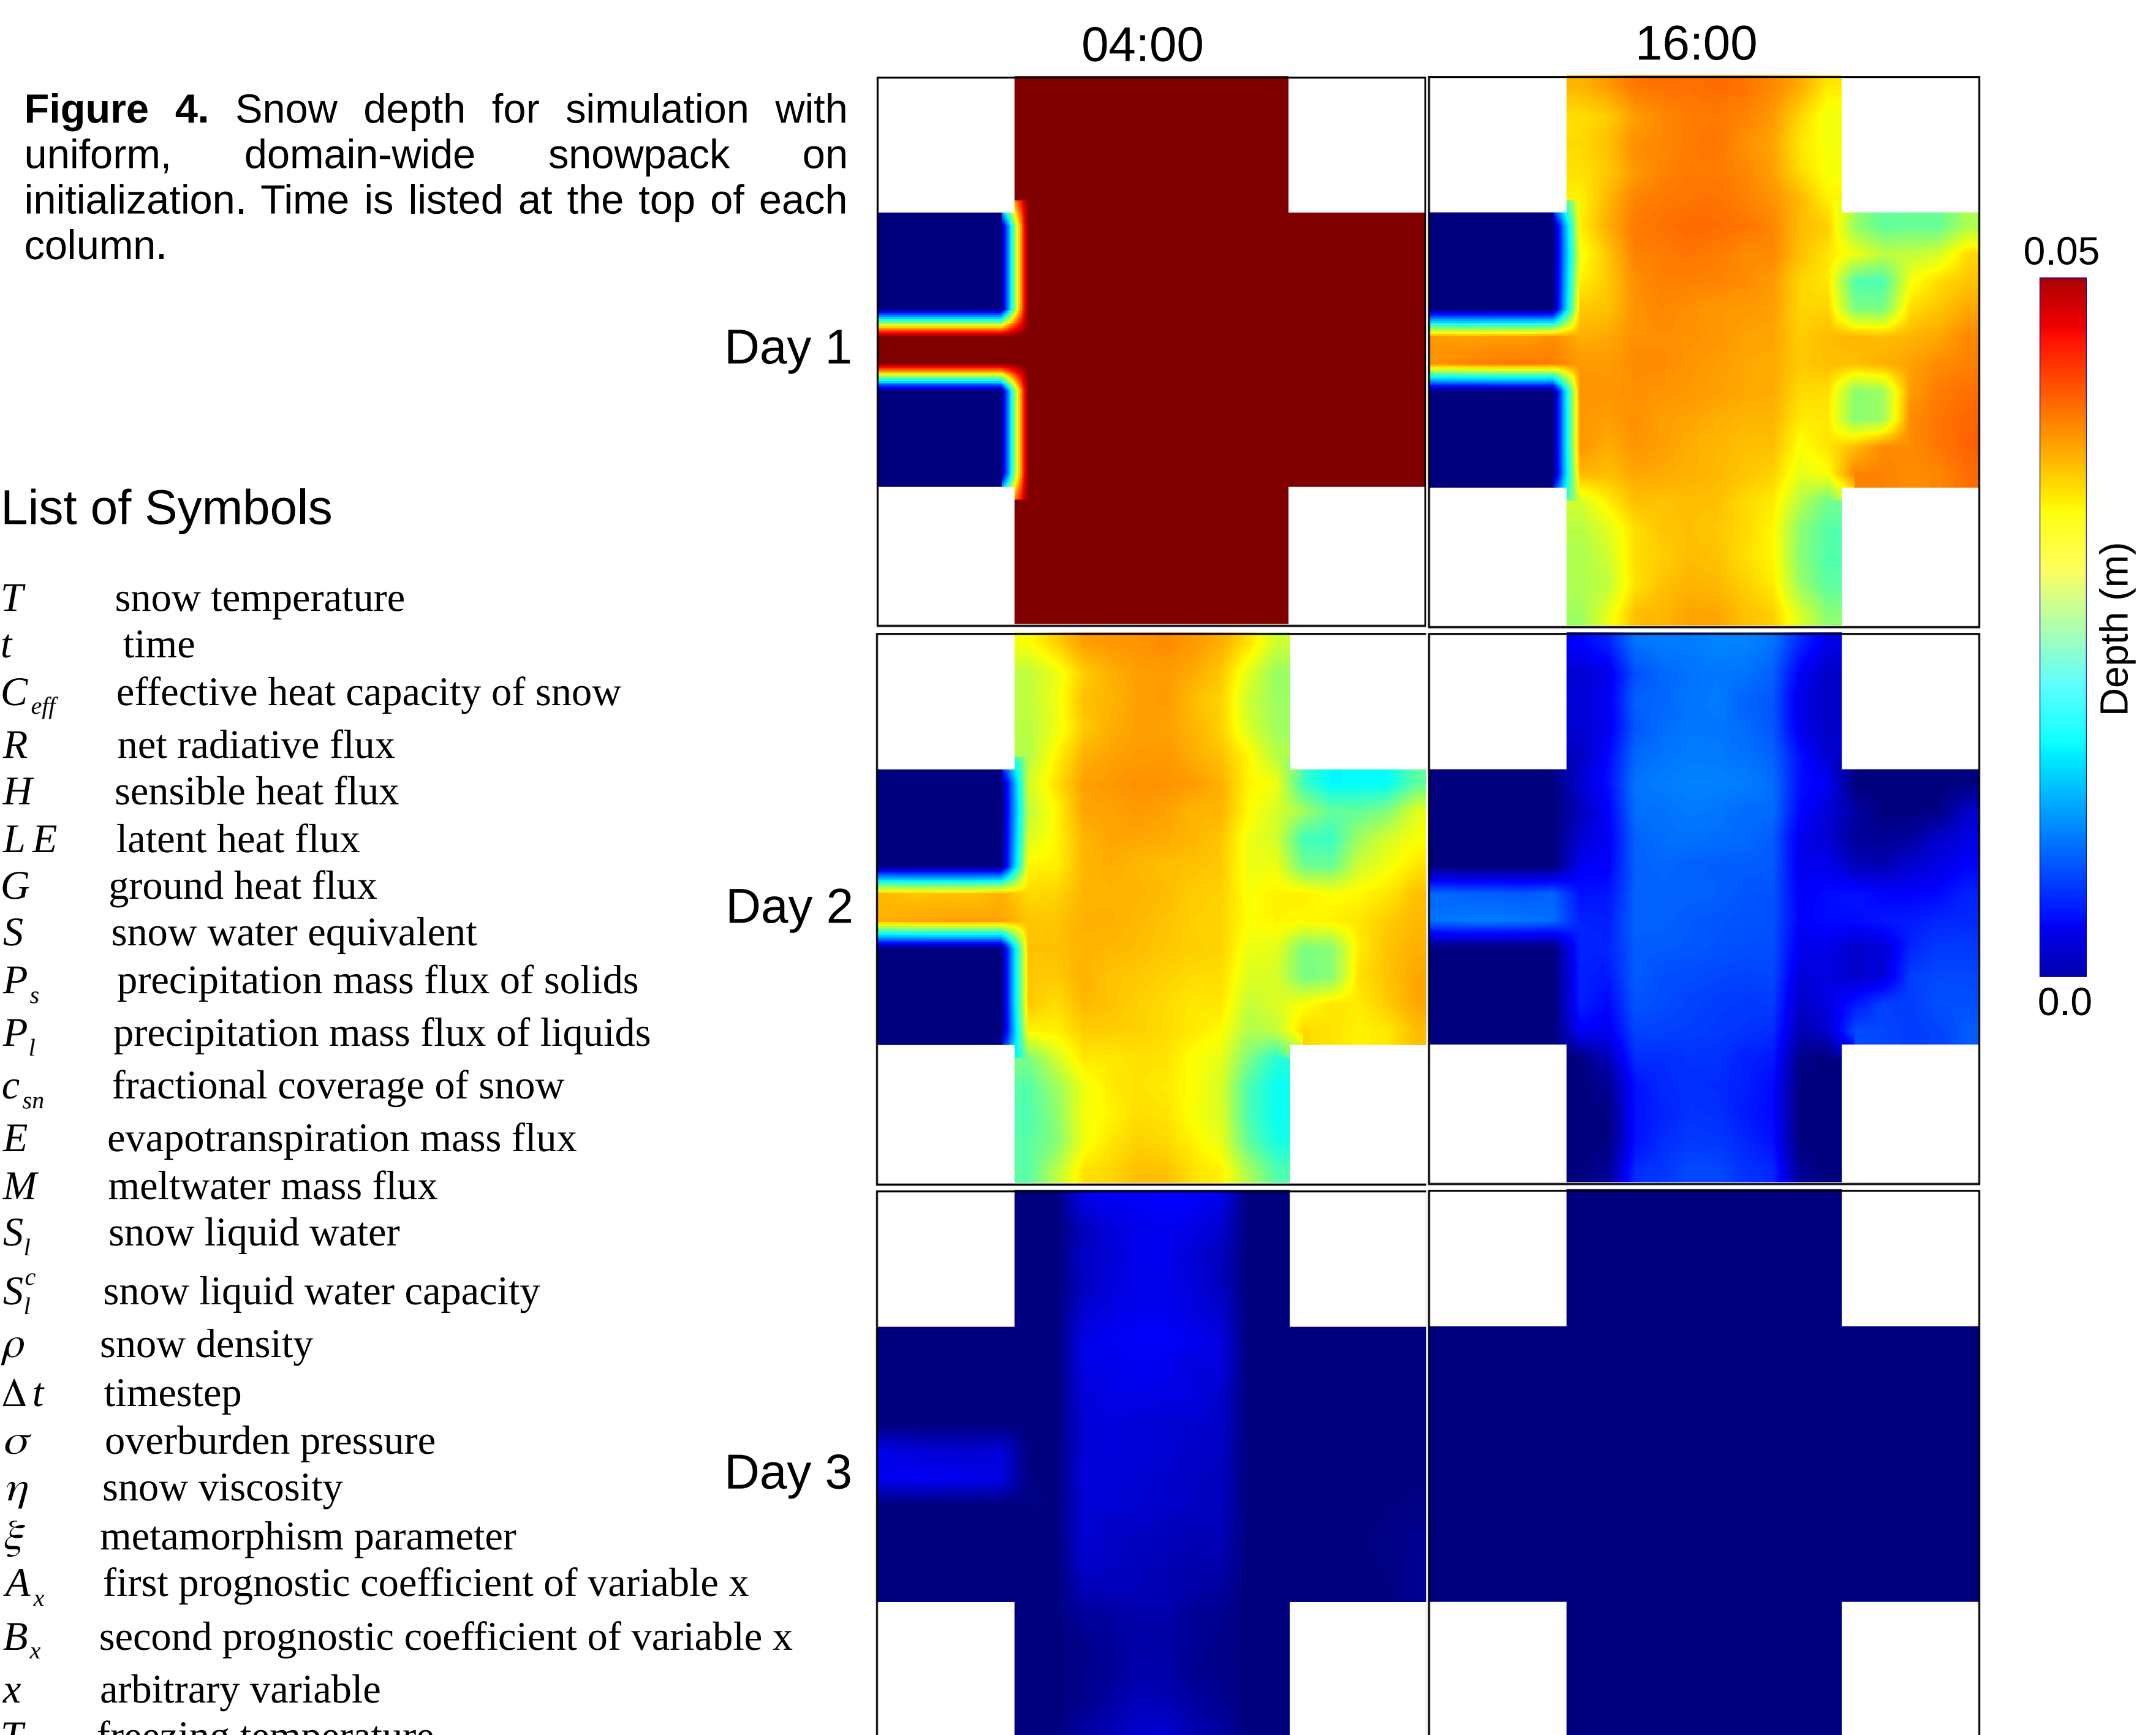 04:00 16:00
Figure 4. Snow depth for simulation with
uniform, domain-wide snowpack on
initialization. Time is listed at the top of each
column.
Day 1
Day 2
Day 3
0.05
Depth (m)
0.0
List of Symbols
T snow temperature
t time
C_eff effective heat capacity of snow
R net radiative flux
H sensible heat flux
L E latent heat flux
G ground heat flux
S snow water equivalent
P_s precipitation mass flux of solids
P_l precipitation mass flux of liquids
c_sn fractional coverage of snow
E evapotranspiration mass flux
M meltwater mass flux
S_l snow liquid water
S_l^c snow liquid water capacity
ρ snow density
Δ t timestep
σ overburden pressure
η snow viscosity
ξ metamorphism parameter
A_x first prognostic coefficient of variable x
B_x second prognostic coefficient of variable x
x arbitrary variable
T freezing temperature